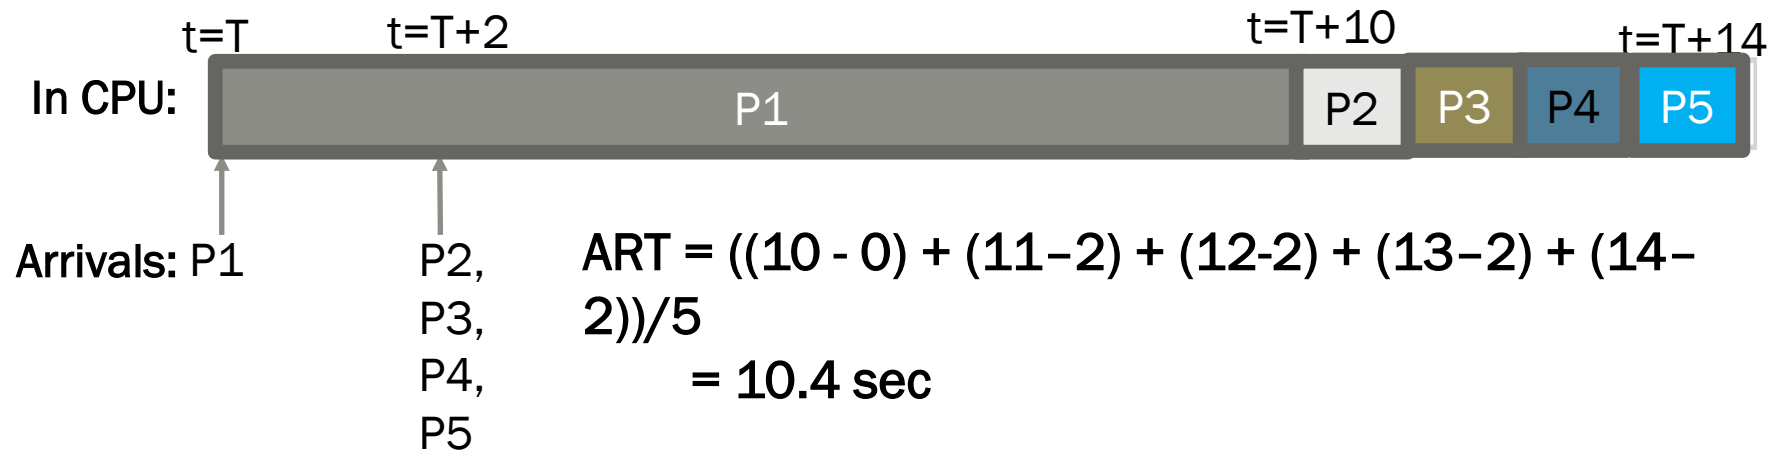 t=T t=T+2 t=T+10 t=T+14
In CPU: P1 P2 P3 P4 P5
Arrivals: P1 P2, ART = ((10 - 0) + (11–2) + (12-2) + (13–2) + (14–
P3, 2))/5
P4, = 10.4 sec
P5